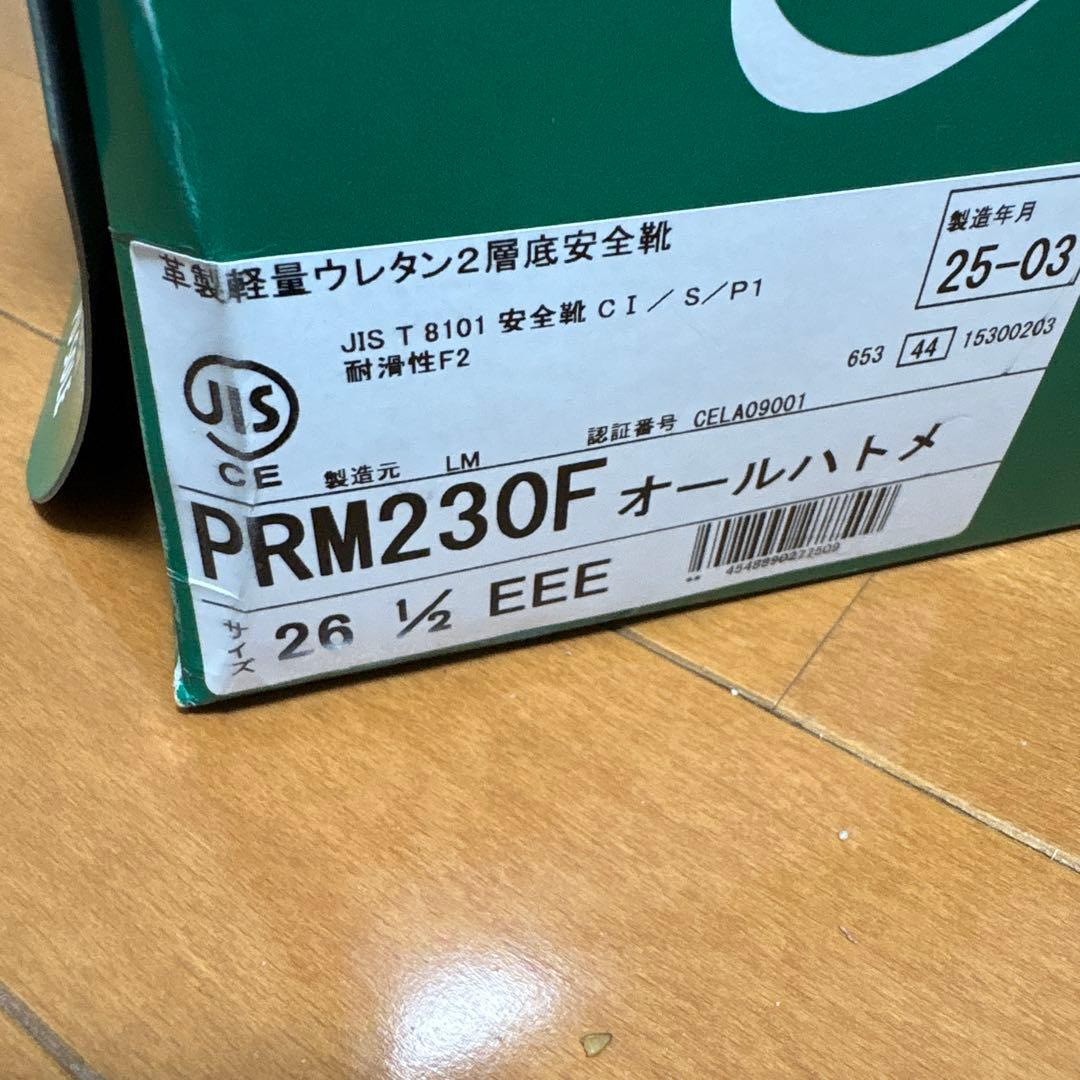 革製軽量ウレタン2層底安全靴
製造年月
25-03
JIS T 8101 安全靴 CI/S/P1
耐滑性F2
653 44 15300203
JIS
CE
製造元 LM
認証番号 CELA09001
PRM230F オールハトメ
サイズ 26 1/2 EEE
** 4548890277509